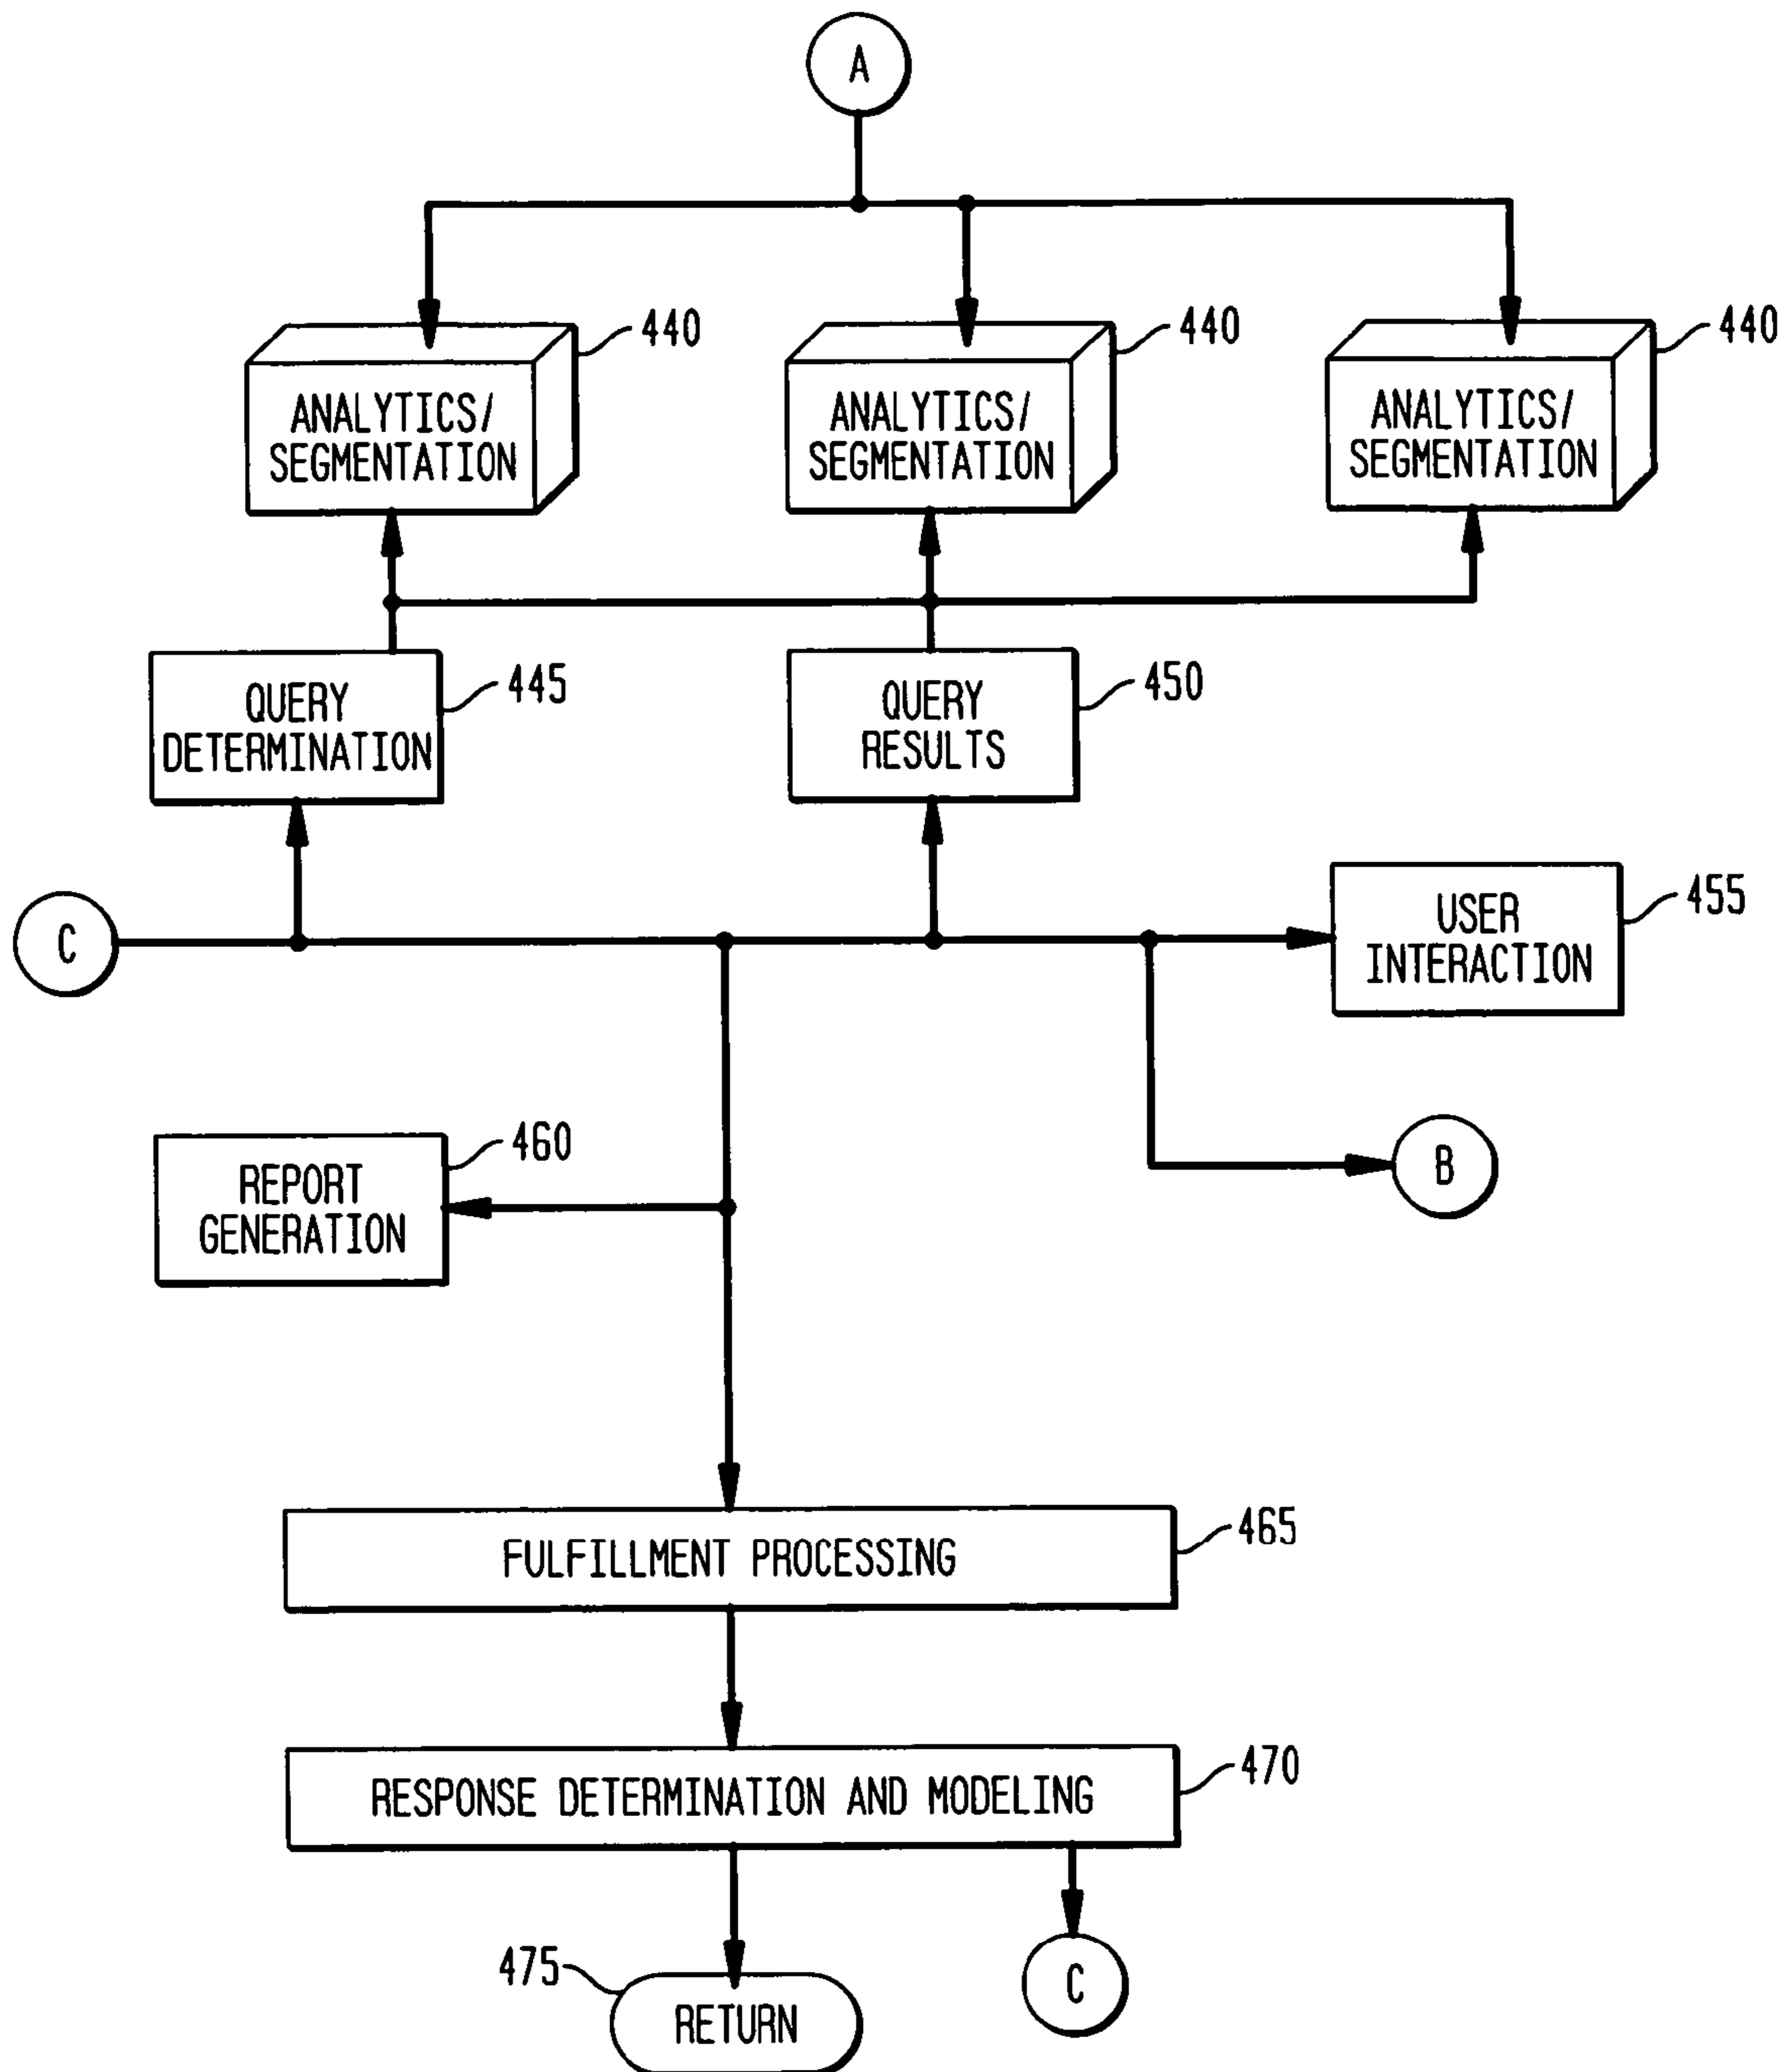 A
440
440
440
ANALYTICS/
SEGMENTATION
ANALYTICS/
SEGMENTATION
ANALYTICS/
SEGMENTATION
445
QUERY
DETERMINATION
450
QUERY
RESULTS
C
455
USER
INTERACTION
460
REPORT
GENERATION
B
465
FULFILLMENT PROCESSING
470
RESPONSE DETERMINATION AND MODELING
475
RETURN
C